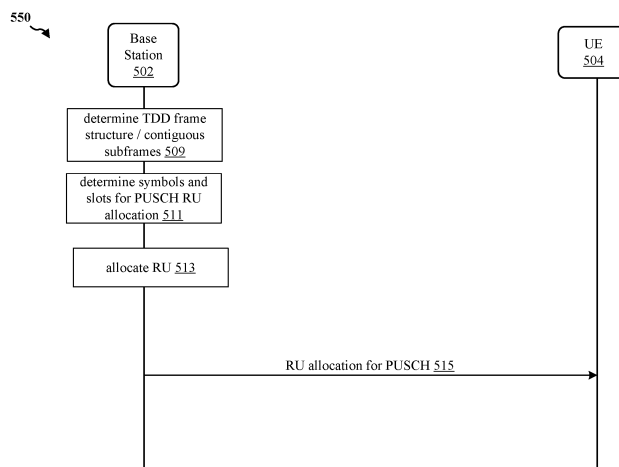 550
Base
Station
502
UE
504
determine TDD frame
structure / contiguous
subframes 509
determine symbols and
slots for PUSCH RU
allocation 511
allocate RU 513
RU allocation for PUSCH 515